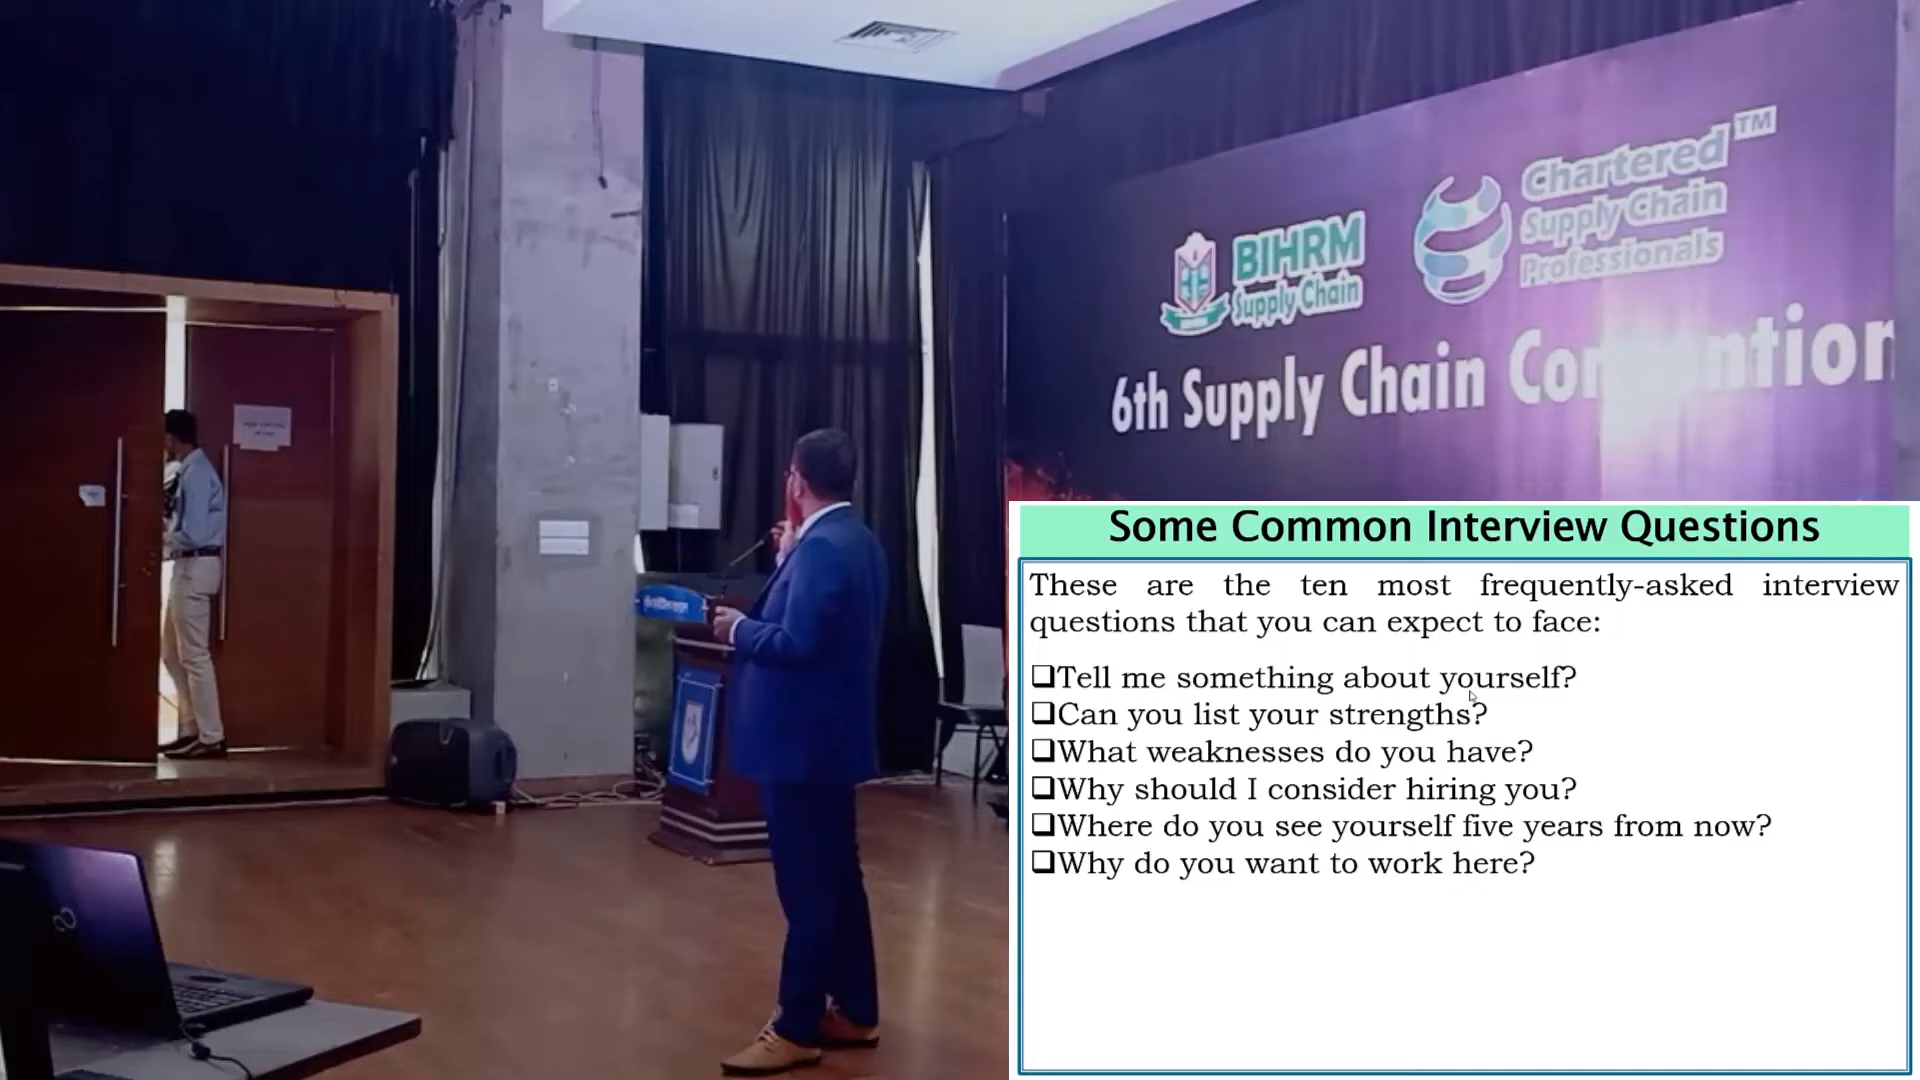 BIHRM
Supply Chain
Chartered™
Supply Chain
Professionals
6th Supply Chain Convention
Some Common Interview Questions
These are the ten most frequently-asked interview
questions that you can expect to face:
❑Tell me something about yourself?
❑Can you list your strengths?
❑What weaknesses do you have?
❑Why should I consider hiring you?
❑Where do you see yourself five years from now?
❑Why do you want to work here?